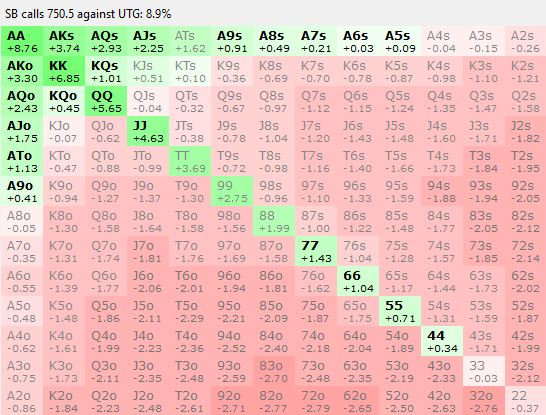 SB calls 750.5 against UTG: 8.9%
AA AKs AQs AJs ATs A9s A8s A7s A6s A5s A4s A3s A2s
+8.76 +3.74 +2.93 +2.25 +1.62 +0.91 +0.49 +0.21 +0.03 +0.09 -0.04 -0.15 -0.26
AKo KK KQs KJs KTs K9s K8s K7s K6s K5s K4s K3s K2s
+3.30 +6.85 +1.01 +0.51 +0.10 -0.36 -0.69 -0.70 -0.78 -0.87 -0.98 -1.10 -1.21
AQo KQo QQ QJs QTs Q9s Q8s Q7s Q6s Q5s Q4s Q3s Q2s
+2.43 +0.45 +5.65 -0.04 -0.32 -0.67 -0.97 -1.12 -1.15 -1.24 -1.35 -1.47 -1.58
AJo KJo QJo JJ JTs J9s J8s J7s J6s J5s J4s J3s J2s
+1.75 -0.07 -0.62 +4.63 -0.38 -0.78 -1.04 -1.20 -1.43 -1.48 -1.60 -1.71 -1.82
ATo KTo QTo JTo TT T9s T8s T7s T6s T5s T4s T3s T2s
+1.13 -0.47 -0.88 -0.99 +3.69 -0.72 -0.98 -1.16 -1.40 -1.66 -1.73 -1.84 -1.95
A9o K9o Q9o J9o T9o 99 98s 97s 96s 95s 94s 93s 92s
+0.41 -0.94 -1.27 -1.37 -1.30 +2.75 -0.96 -1.10 -1.33 -1.59 -1.88 -1.94 -2.05
A8o K8o Q8o J8o T8o 98o 88 87s 86s 85s 84s 83s 82s
-0.05 -1.30 -1.58 -1.64 -1.58 -1.56 +1.99 -1.00 -1.22 -1.48 -1.77 -2.05 -2.12
A7o K7o Q7o J7o T7o 97o 87o 77 76s 75s 74s 73s 72s
-0.35 -1.31 -1.74 -1.81 -1.76 -1.69 -1.58 +1.43 -1.04 -1.28 -1.57 -1.85 -2.14
A6o K6o Q6o J6o T6o 96o 86o 76o 66 65s 64s 63s 62s
-0.55 -1.39 -1.77 -2.06 -2.01 -1.94 -1.81 -1.62 +1.04 -1.17 -1.44 -1.73 -2.02
A5o K5o Q5o J5o T5o 95o 85o 75o 65o 55 54s 53s 52s
-0.48 -1.48 -1.86 -2.11 -2.29 -2.21 -2.09 -1.87 -1.75 +0.71 -1.31 -1.59 -1.87
A4o K4o Q4o J4o T4o 94o 84o 74o 64o 54o 44 43s 42s
-0.62 -1.61 -1.99 -2.23 -2.36 -2.52 -2.40 -2.18 -2.04 -1.89 +0.34 -1.71 -1.99
A3o K3o Q3o J3o T3o 93o 83o 73o 63o 53o 43o 33 32s
-0.75 -1.73 -2.11 -2.35 -2.48 -2.59 -2.70 -2.48 -2.35 -2.19 -2.33 -0.03 -2.12
A2o K2o Q2o J2o T2o 92o 82o 72o 62o 52o 42o 32o 22
-0.86 -1.84 -2.23 -2.48 -2.61 -2.71 -2.77 -2.79 -2.65 -2.50 -2.63 -2.76 -0.37